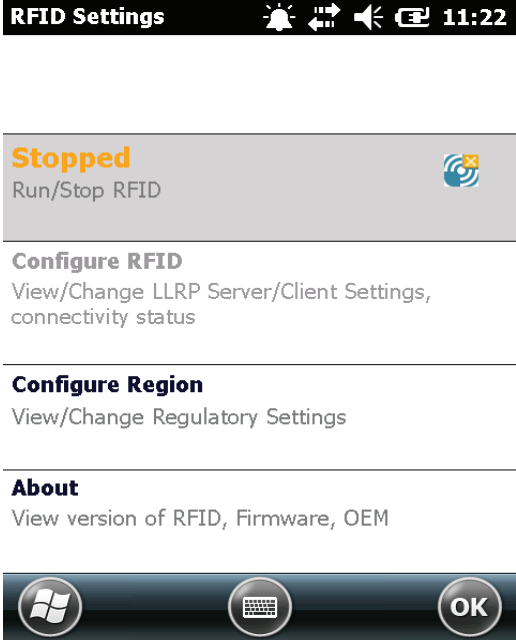 RFID Settings 11:22
Stopped
Run/Stop RFID
Configure RFID
View/Change LLRP Server/Client Settings,
connectivity status
Configure Region
View/Change Regulatory Settings
About
View version of RFID, Firmware, OEM
OK